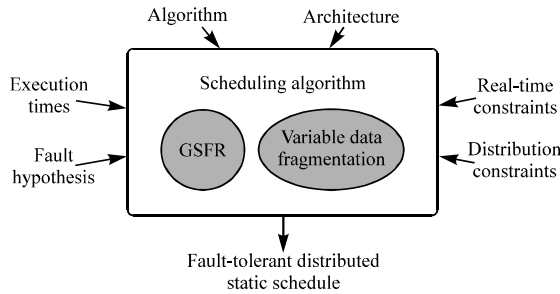 Algorithm
Architecture
Execution
times
Fault
hypothesis
Scheduling algorithm
GSFR
Variable data
fragmentation
Real-time
constraints
Distribution
constraints
Fault-tolerant distributed
static schedule